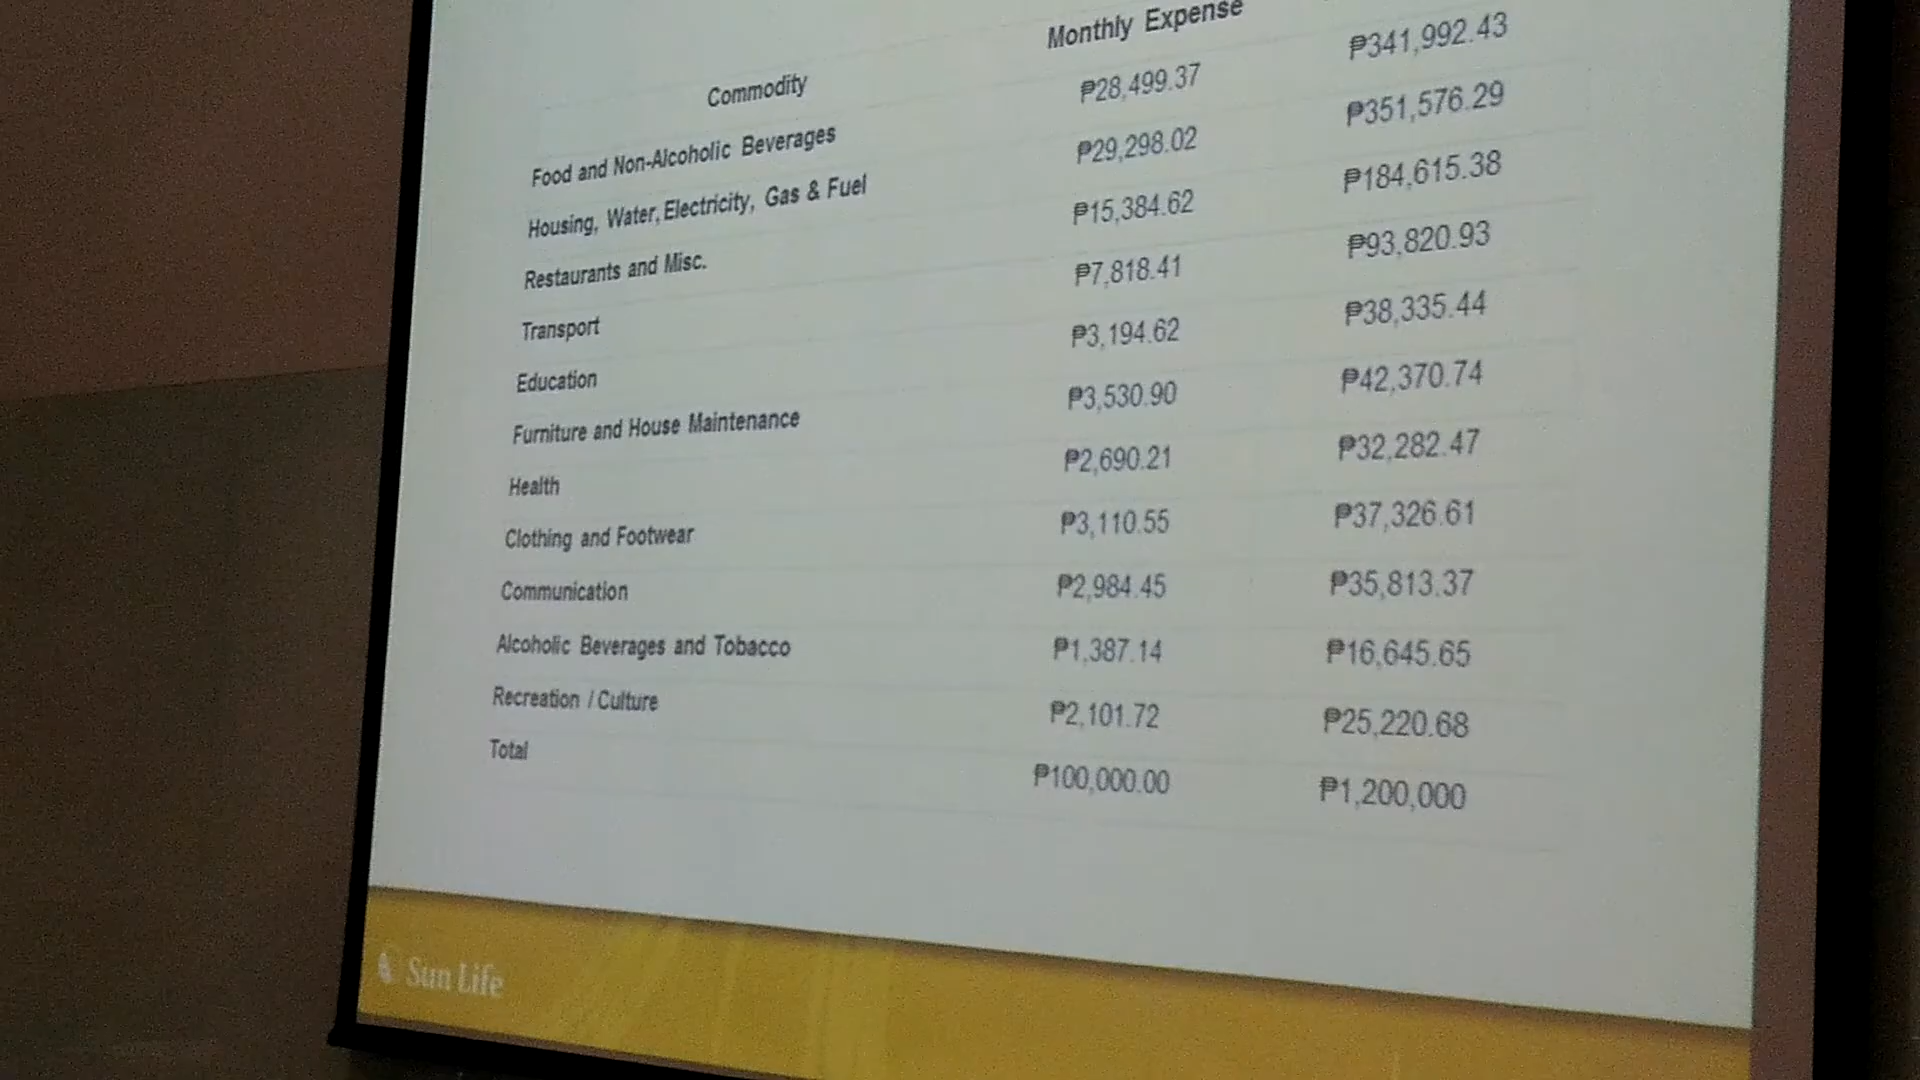 Commodity Monthly Expense
Food and Non-Alcoholic Beverages ₱28,499.37 ₱341,992.43
Housing, Water, Electricity, Gas & Fuel ₱29,298.02 ₱351,576.29
Restaurants and Misc. ₱15,384.62 ₱184,615.38
Transport ₱7,818.41 ₱93,820.93
Education ₱3,194.62 ₱38,335.44
Furniture and House Maintenance ₱3,530.90 ₱42,370.74
Health ₱2,690.21 ₱32,282.47
Clothing and Footwear ₱3,110.55 ₱37,326.61
Communication ₱2,984.45 ₱35,813.37
Alcoholic Beverages and Tobacco ₱1,387.14 ₱16,645.65
Recreation / Culture ₱2,101.72 ₱25,220.68
Total ₱100,000.00 ₱1,200,000
Sun Life